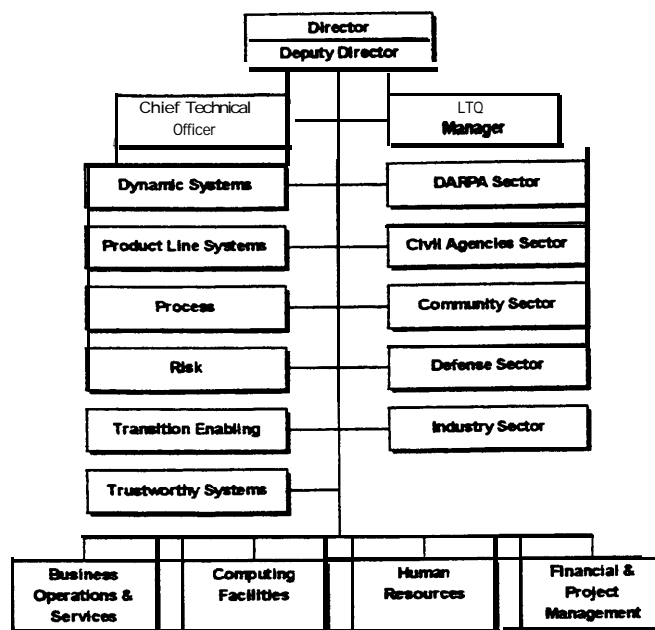 Director
Deputy Director
Chief Technical
Officer
LTQ
Manager
Dynamic Systems
DARPA Sector
Product Line Systems
Civil Agencies Sector
Process
Community Sector
Risk
Defense Sector
Transition Enabling
Industry Sector
Trustworthy Systems
Business
Operations &
Services
Computing
Facilities
Human
Resources
Financial &
Project
Management